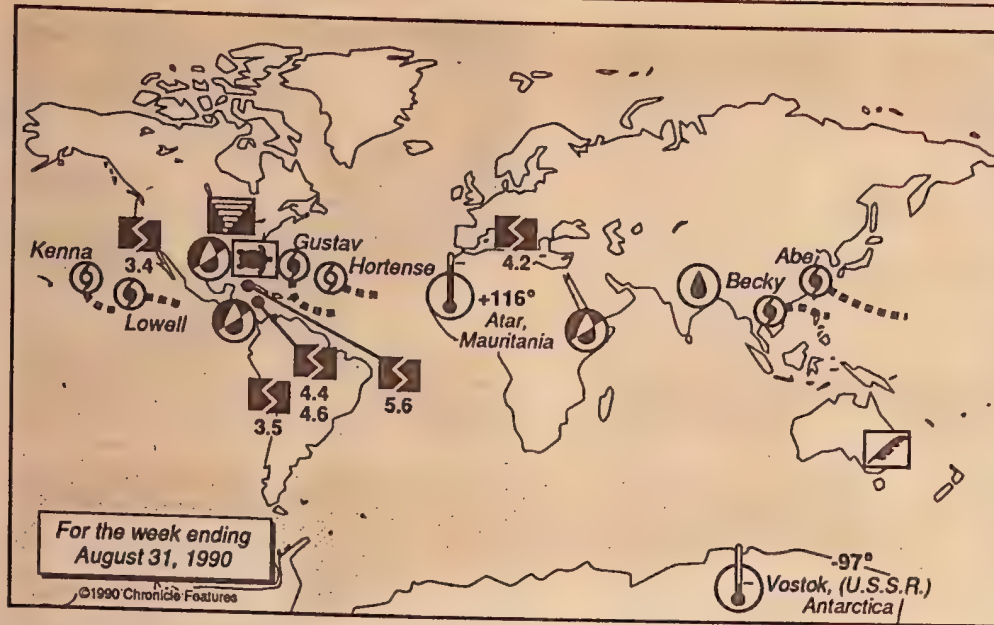 Kenna
3.4
Lowell
Gustav
Hortense
4.2
+116°
Atar,
Mauritania
Becky
Abe
4.4
4.6
5.6
3.5
For the week ending
August 31, 1990
©1990 Chronicle Features
-97°
Vostok, (U.S.S.R.)
Antarctica